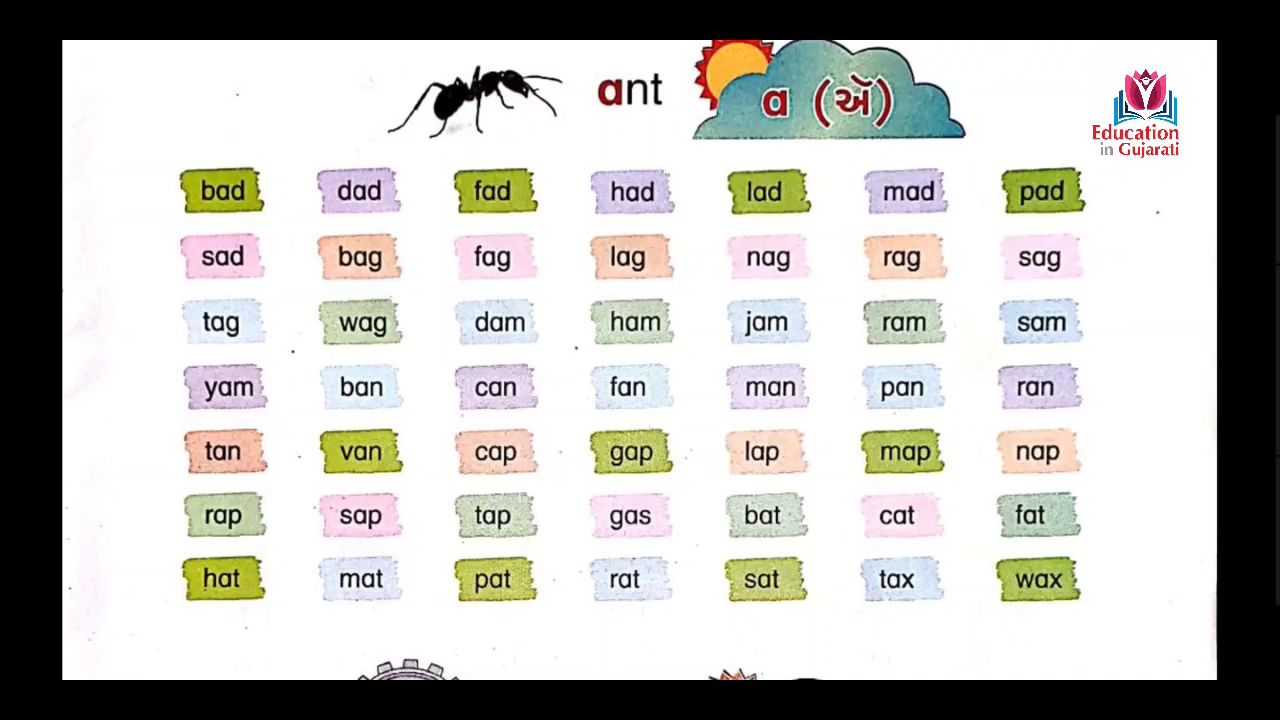 ant a (ઍ)
Education
in Gujarati
bad dad fad had lad mad pad
sad bag fag lag nag rag sag
tag wag dam ham jam ram sam
yam ban can fan man pan ran
tan van cap gap lap map nap
rap sap tap gas bat cat fat
hat mat pat rat sat tax wax